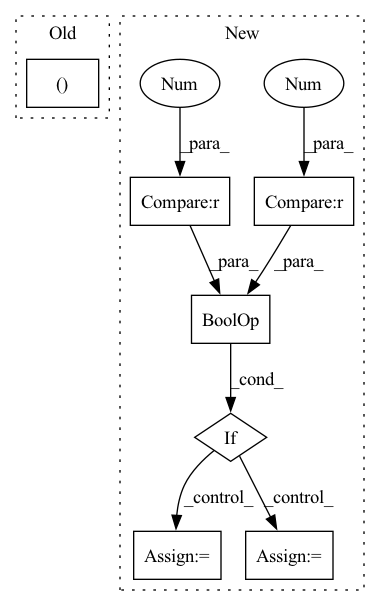 Old
New
()
Num
Num
_para_
_para_
Compare:r
Compare:r
_para_
_para_
BoolOp
_cond_
If
_control_
_control_
Assign:=
Assign:=